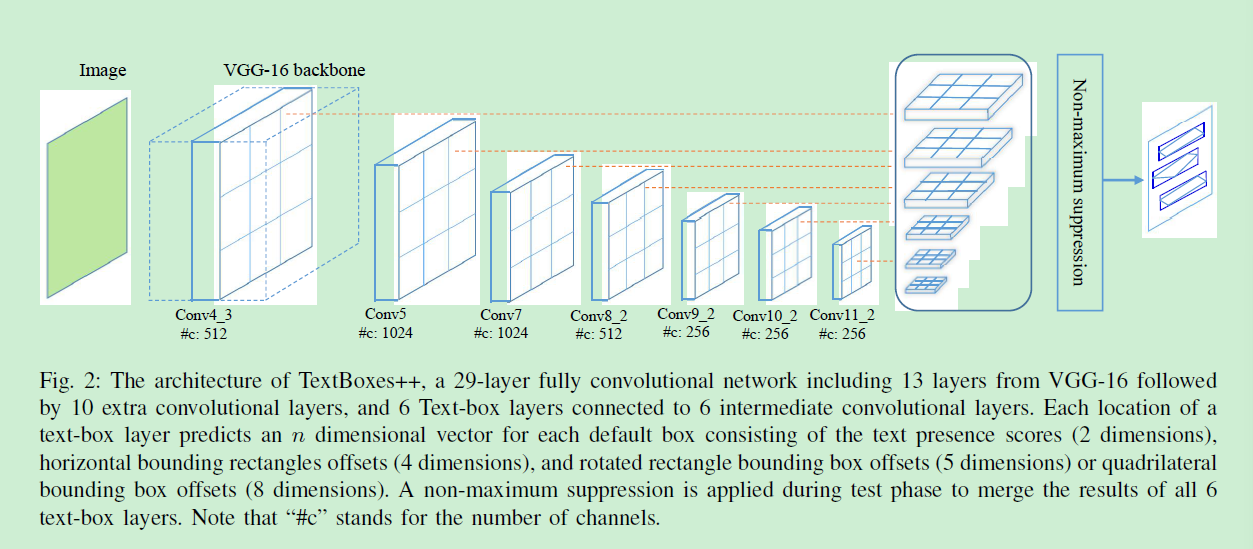 Image
VGG-16 backbone
Non-maximum suppression
Conv4_3
#c: 512
Conv5
#c: 1024
Conv7
#c: 1024
Conv8_2
#c: 512
Conv9_2
#c: 256
Conv10_2
#c: 256
Conv11_2
#c: 256
Fig. 2: The architecture of TextBoxes++, a 29-layer fully convolutional network including 13 layers from VGG-16 followed
by 10 extra convolutional layers, and 6 Text-box layers connected to 6 intermediate convolutional layers. Each location of a
text-box layer predicts an n dimensional vector for each default box consisting of the text presence scores (2 dimensions),
horizontal bounding rectangles offsets (4 dimensions), and rotated rectangle bounding box offsets (5 dimensions) or quadrilateral
bounding box offsets (8 dimensions). A non-maximum suppression is applied during test phase to merge the results of all 6
text-box layers. Note that “#c” stands for the number of channels.